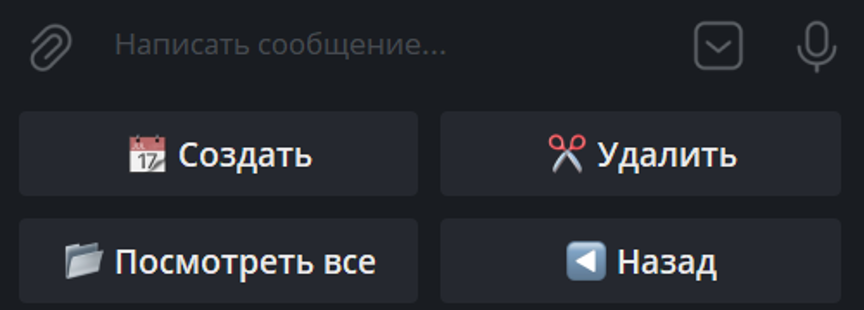 Написать сообщение...
Создать
Удалить
Посмотреть все
Назад